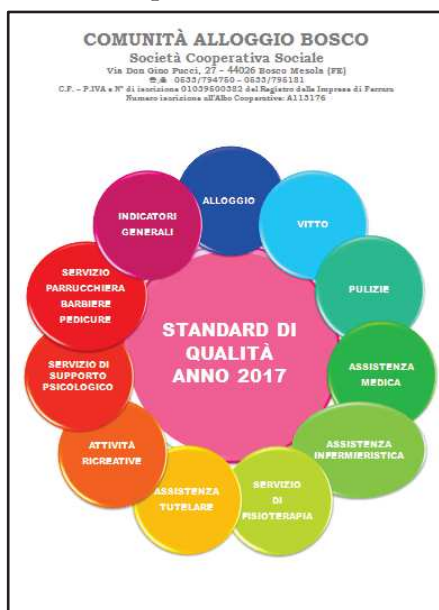 COMUNITÀ ALLOGGIO BOSCO
Società Cooperativa Sociale
Via Don Gino Pucci, 27 - 44026 Bosco Mesola (FE)
0533/794750 - 0533/795181
C.F. - P.IVA e N° di iscrizione 01039600382 del Registro delle Imprese di Ferrara
Numero iscrizione all'Albo Cooperative: A113176
ALLOGGIO
VITTO
PULIZIE
ASSISTENZA
MEDICA
ASSISTENZA
INFERMIERISTICA
SERVIZIO
DI
FISIOTERAPIA
ASSISTENZA
TUTELARE
ATTIVITÀ
RICREATIVE
SERVIZIO DI
SUPPORTO
PSICOLOGICO
SERVIZIO
PARRUCCHIERA
BARBIERE
PEDICURE
INDICATORI
GENERALI
STANDARD DI
QUALITÀ
ANNO 2017